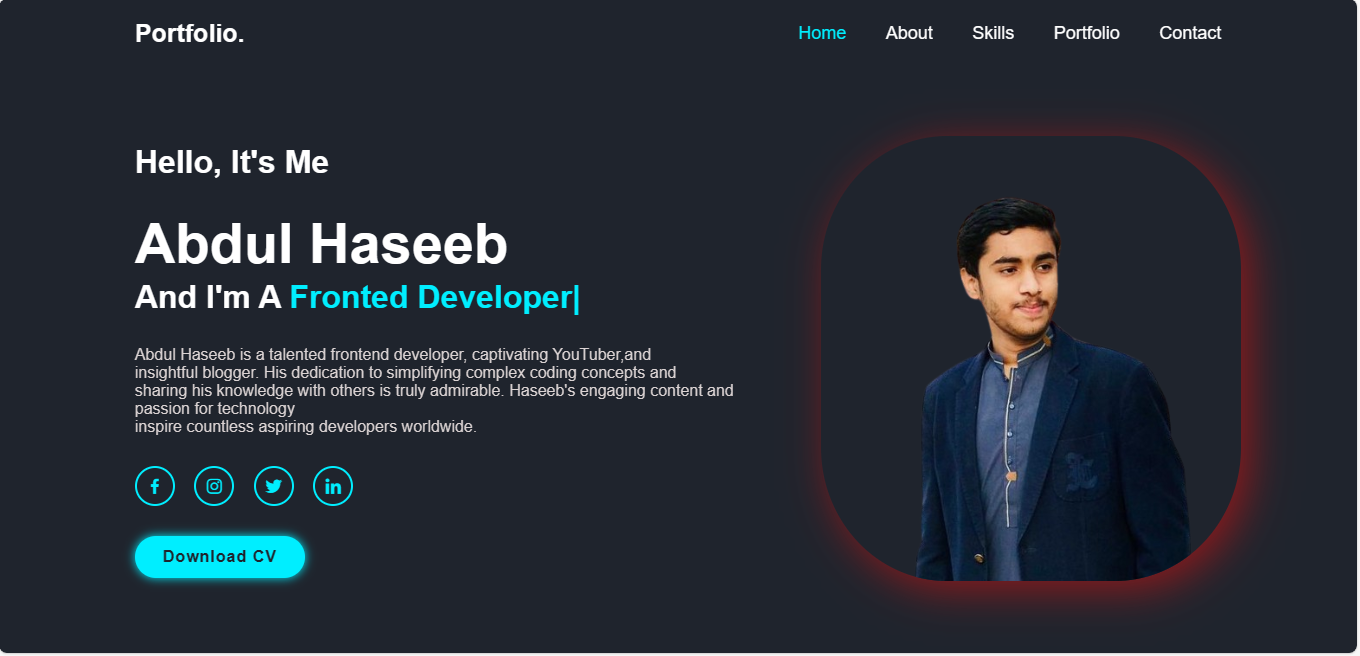 Portfolio.
Home About Skills Portfolio Contact
Hello, It's Me
Abdul Haseeb
And I'm A Fronted Developer|
Abdul Haseeb is a talented frontend developer, captivating YouTuber,and
insightful blogger. His dedication to simplifying complex coding concepts and
sharing his knowledge with others is truly admirable. Haseeb's engaging content and
passion for technology
inspire countless aspiring developers worldwide.
Download CV